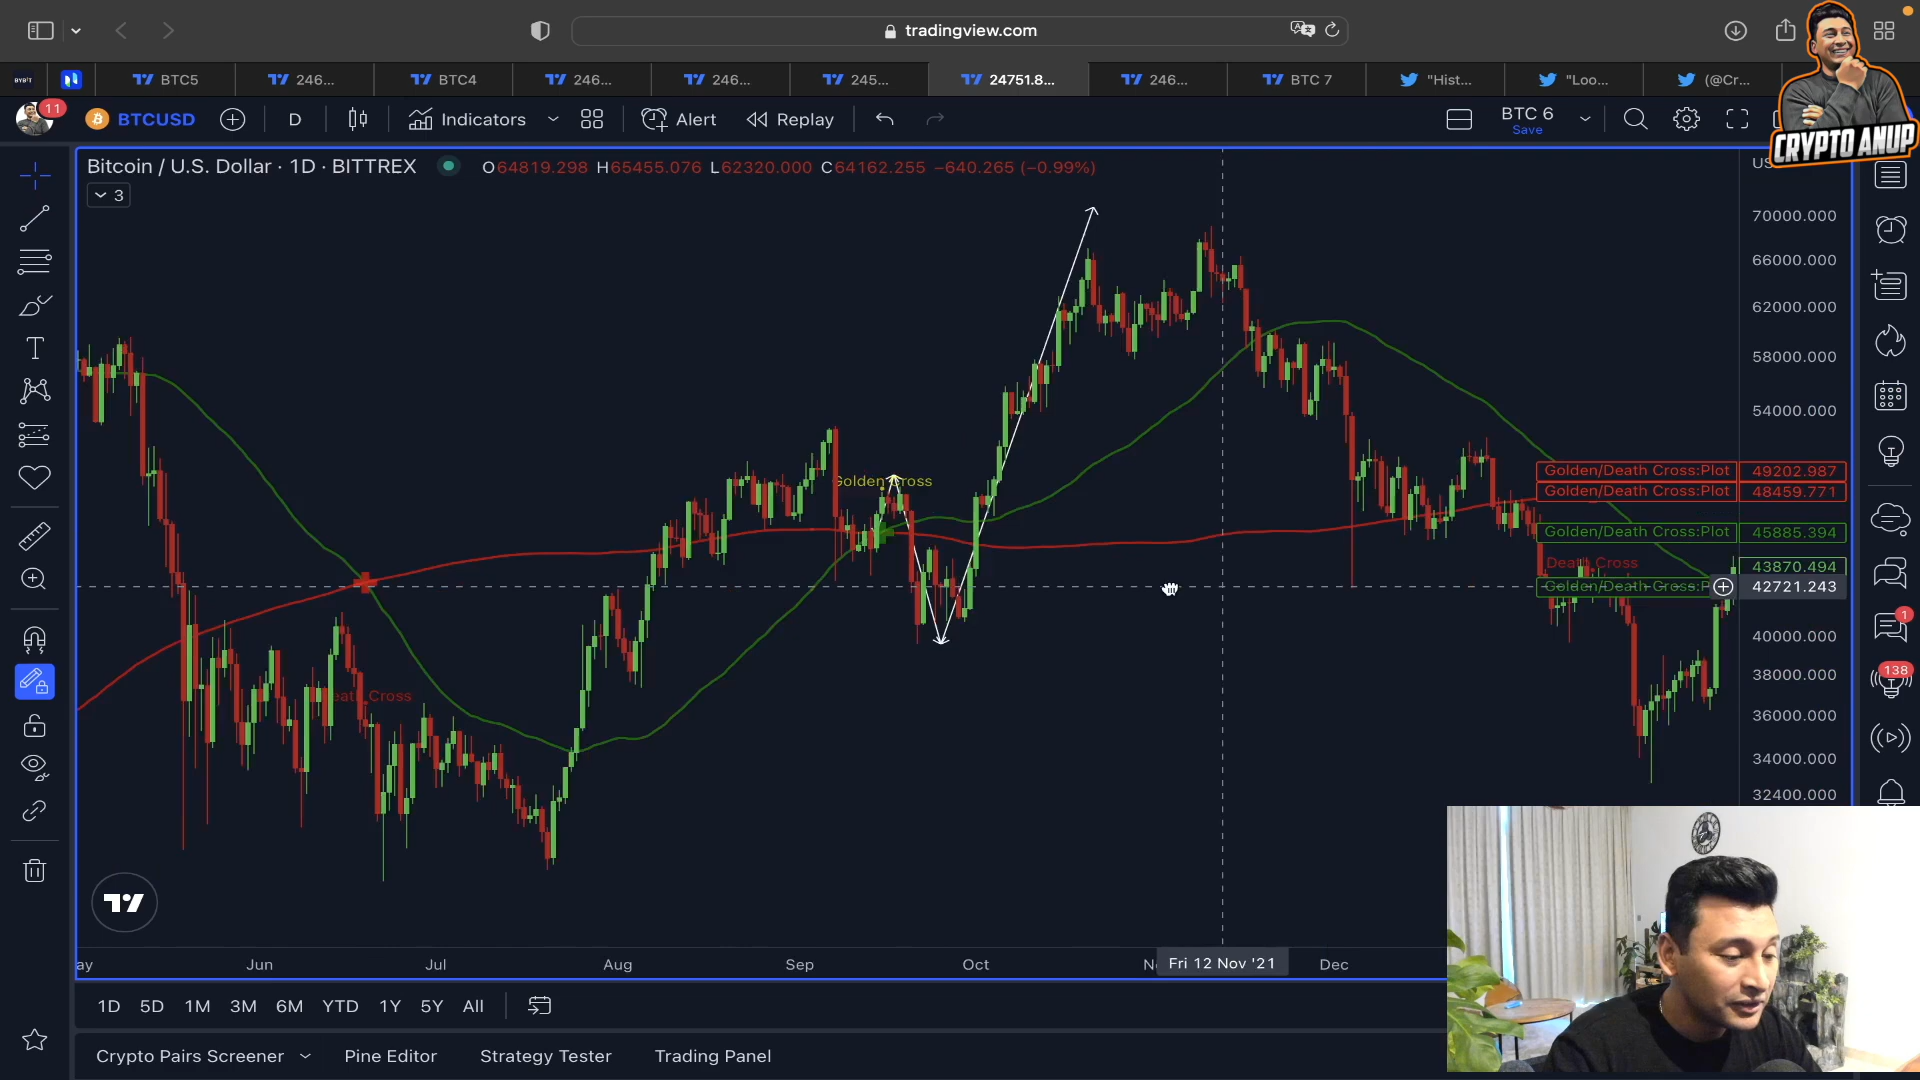 tradingview.com
BYBIT
BTC5
246...
BTC4
246...
246...
245...
24751.8...
246...
BTC 7
"Hist...
"Loo...
(@Cr...
CRYPTO ANUP
11
BTCUSD
D
Indicators
Alert
Replay
BTC 6
Save
Bitcoin / U.S. Dollar · 1D · BITTREX
O64819.298 H65455.076 L62320.000 C64162.255 −640.265 (−0.99%)
3
70000.000
66000.000
62000.000
58000.000
54000.000
Golden/Death Cross:Plot 49202.987
Golden Cross
Golden/Death Cross:Plot 48459.771
Golden/Death Cross:Plot 45885.394
Death Cross
43870.494
Golden/Death Cross:P 42721.243
1
40000.000
138
38000.000
36000.000
34000.000
32400.000
ay
Jun
Jul
Aug
Sep
Oct
Fri 12 Nov '21
Dec
1D
5D
1M
3M
6M
YTD
1Y
5Y
All
Crypto Pairs Screener
Pine Editor
Strategy Tester
Trading Panel